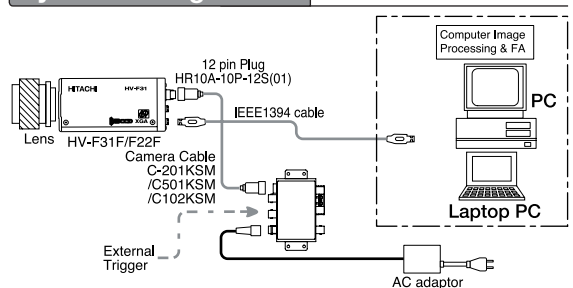 Computer Image
Processing & FA
12 pin Plug
HR10A-10P-12S(01)
HITACHI
HV-F31
XGA
IEEE1394 cable
PC
Lens
HV-F31F/F22F
Camera Cable
C-201KSM
/C501KSM
/C102KSM
Laptop PC
External
Trigger
AC adaptor